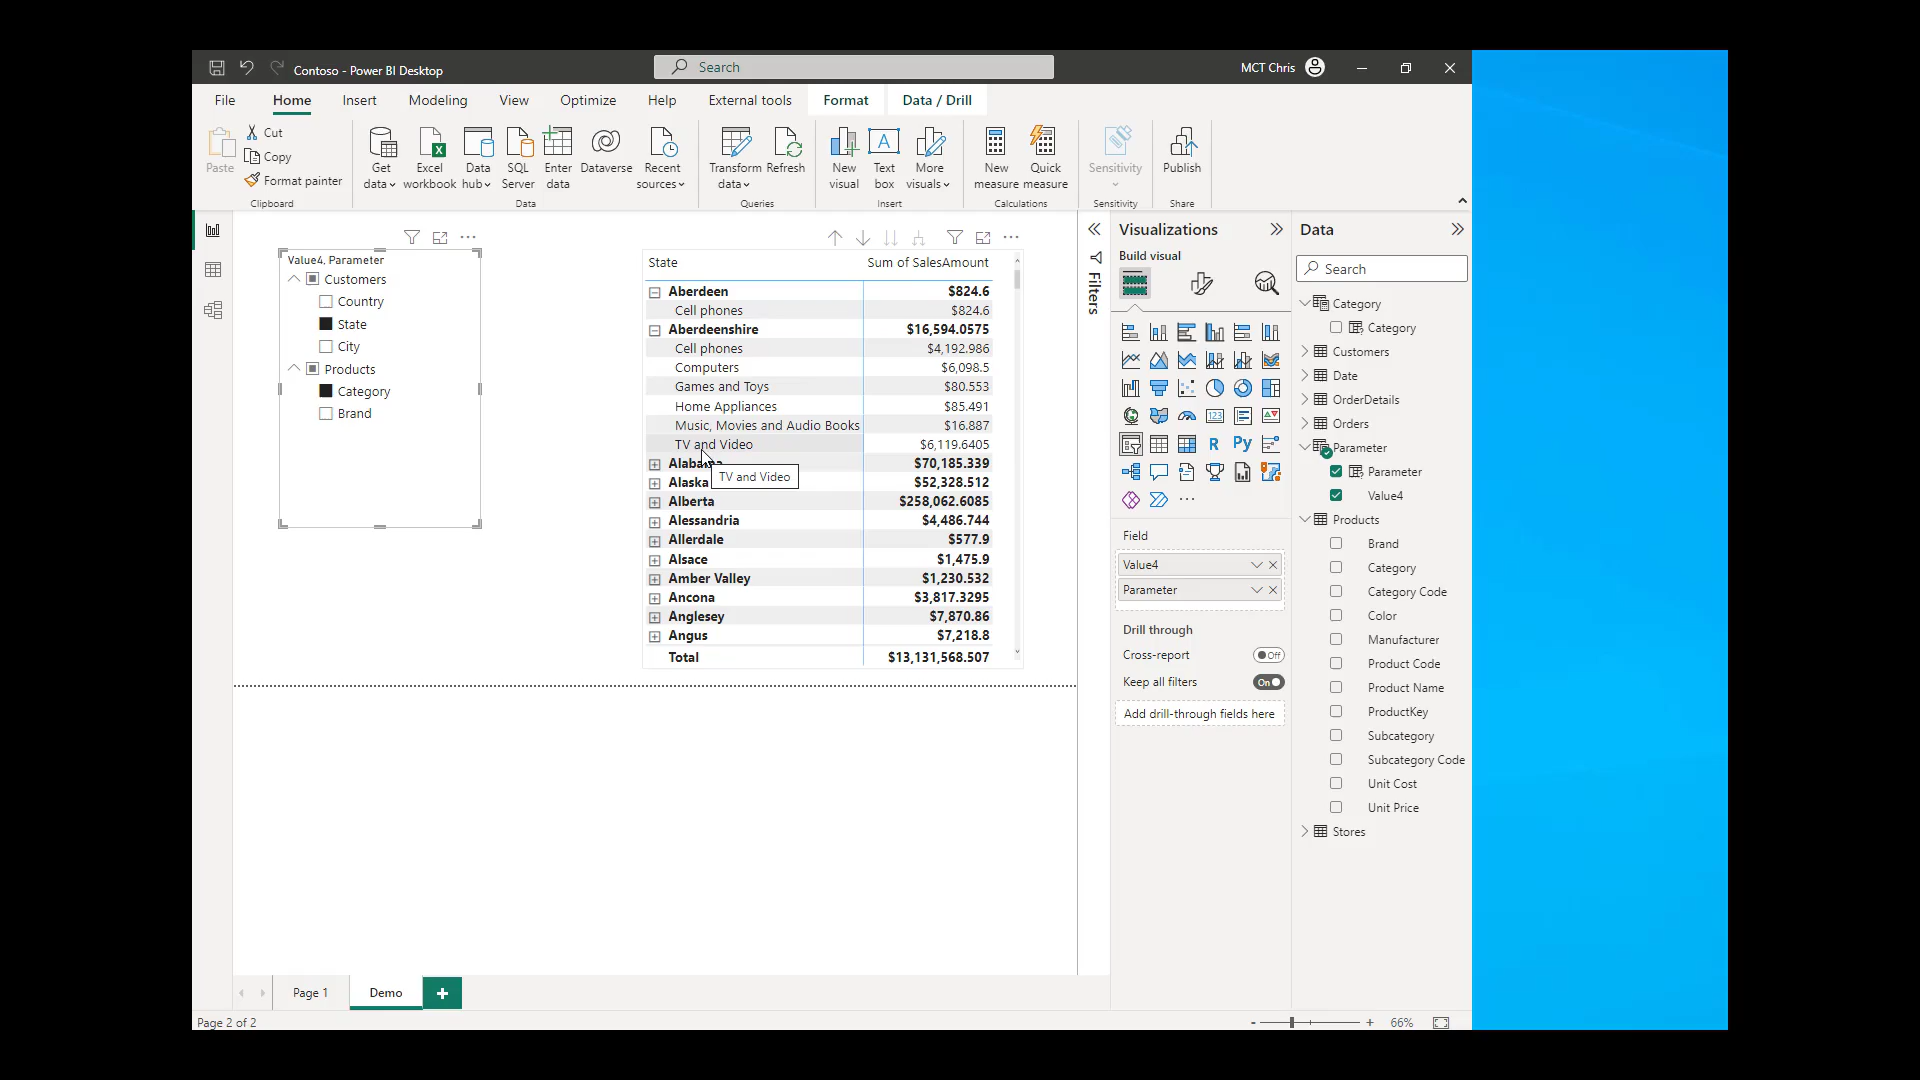 Contoso - Power BI Desktop
Search
MCT Chris
File Home Insert Modeling View Optimize Help External tools Format Data / Drill
Paste
Cut
Copy
Format painter
Clipboard
Get data
Excel workbook
Data hub
SQL Server
Enter data
Dataverse
Recent sources
Data
Transform data
Refresh
Queries
New visual
Text box
More visuals
Insert
New measure
Quick measure
Calculations
Sensitivity
Sensitivity
Publish
Share
Value4, Parameter
Customers
Country
State
City
Products
Category
Brand
State Sum of SalesAmount
Aberdeen $824.6
Cell phones $824.6
Aberdeenshire $16,594.0575
Cell phones $4,192.986
Computers $6,098.5
Games and Toys $80.553
Home Appliances $85.491
Music, Movies and Audio Books $16.887
TV and Video $6,119.6405
Alabama $70,185.339
TV and Video
Alaska $52,328.512
Alberta $258,062.6085
Alessandria $4,486.744
Allerdale $577.9
Alsace $1,475.9
Amber Valley $1,230.532
Ancona $3,817.3295
Anglesey $7,870.86
Angus $7,218.8
Total $13,131,568.507
Filters
Visualizations
Build visual
123
R
Py
Field
Value4
Parameter
Drill through
Cross-report Off
Keep all filters On
Add drill-through fields here
Data
Search
Category
Category
Customers
Date
OrderDetails
Orders
Parameter
Parameter
Value4
Products
Brand
Category
Category Code
Color
Manufacturer
Product Code
Product Name
ProductKey
Subcategory
Subcategory Code
Unit Cost
Unit Price
Stores
Page 1
Demo
Page 2 of 2
- + 66%